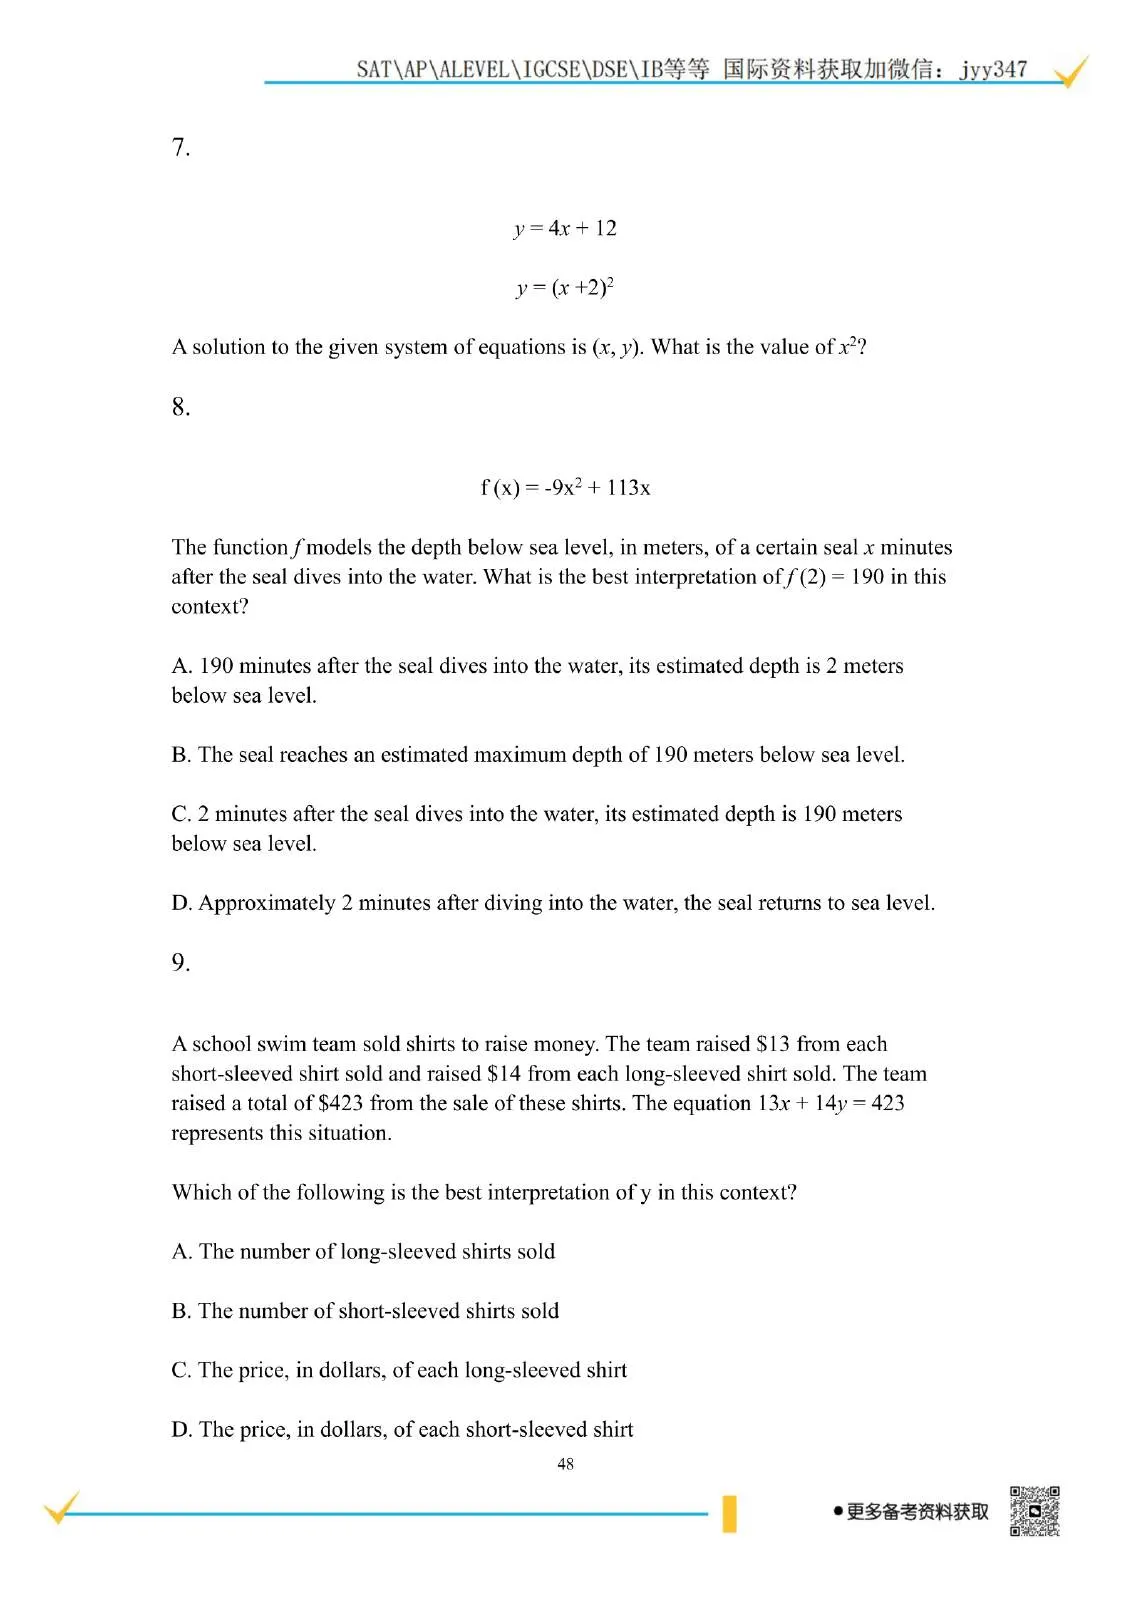 SAT\AP\ALEVEL\IGCSE\DSE\IB等等 国际资料获取加微信：jyy347
7.
y = 4x + 12
y = (x +2)²
A solution to the given system of equations is (x, y). What is the value of x²?
8.
f (x) = -9x² + 113x
The function f models the depth below sea level, in meters, of a certain seal x minutes
after the seal dives into the water. What is the best interpretation of f (2) = 190 in this
context?
A. 190 minutes after the seal dives into the water, its estimated depth is 2 meters
below sea level.
B. The seal reaches an estimated maximum depth of 190 meters below sea level.
C. 2 minutes after the seal dives into the water, its estimated depth is 190 meters
below sea level.
D. Approximately 2 minutes after diving into the water, the seal returns to sea level.
9.
A school swim team sold shirts to raise money. The team raised $13 from each
short-sleeved shirt sold and raised $14 from each long-sleeved shirt sold. The team
raised a total of $423 from the sale of these shirts. The equation 13x + 14y = 423
represents this situation.
Which of the following is the best interpretation of y in this context?
A. The number of long-sleeved shirts sold
B. The number of short-sleeved shirts sold
C. The price, in dollars, of each long-sleeved shirt
D. The price, in dollars, of each short-sleeved shirt
48
●更多备考资料获取